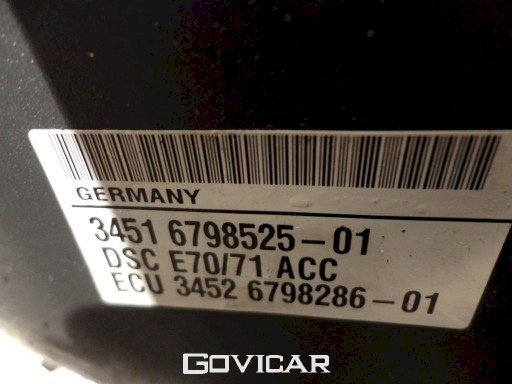 GERMANY
3451 6798525-01
DSC E70/71 ACC
ECU 3452 6798286-01
GOVICAR